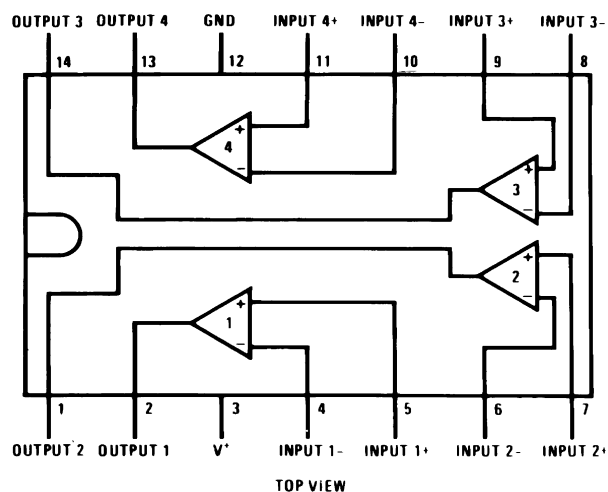 OUTPUT 3 OUTPUT 4 GND INPUT 4+ INPUT 4- INPUT 3+ INPUT 3-
14 13 12 11 10 9 8
+
4
-
+
3
-
+
2
-
+
1
-
1 2 3 4 5 6 7
OUTPUT 2 OUTPUT 1 V+ INPUT 1- INPUT 1+ INPUT 2- INPUT 2+
TOP VIEW